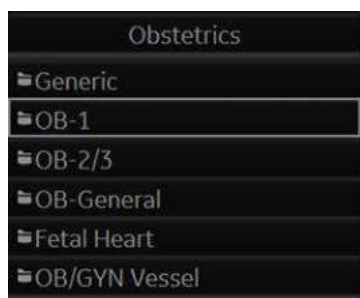 Obstetrics
Generic
OB-1
OB-2/3
OB-General
Fetal Heart
OB/GYN Vessel